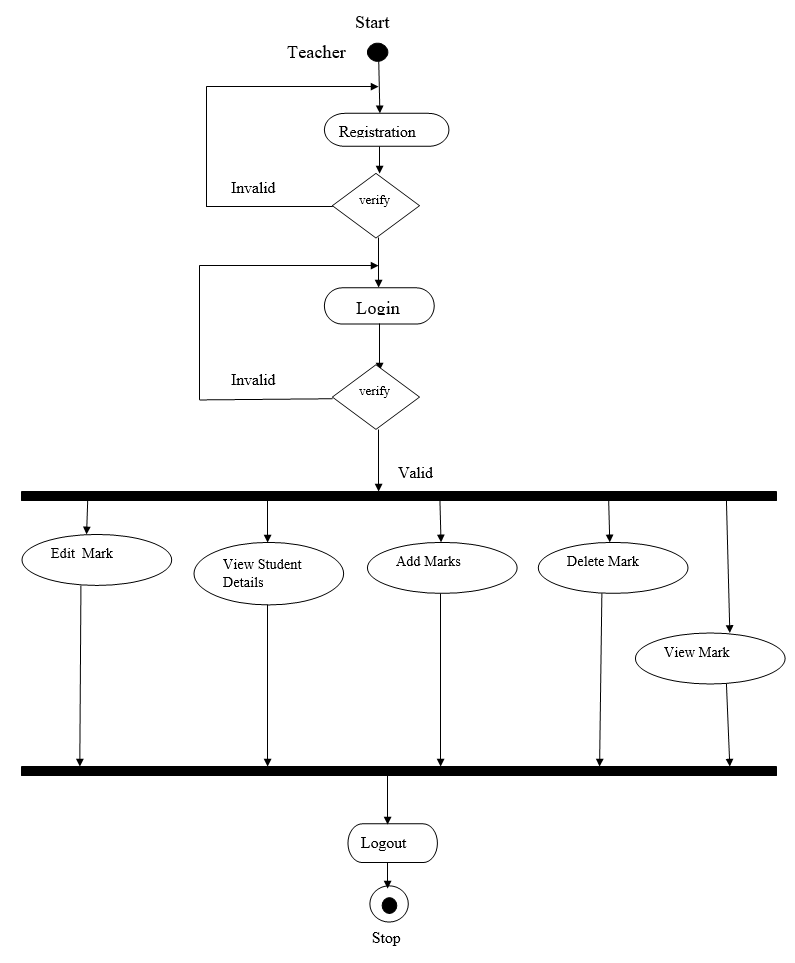 Start
Teacher
Registration
Invalid
verify
Login
Invalid
verify
Valid
Edit  Mark
View Student
Details
Add Marks
Delete Mark
View Mark
Logout
Stop